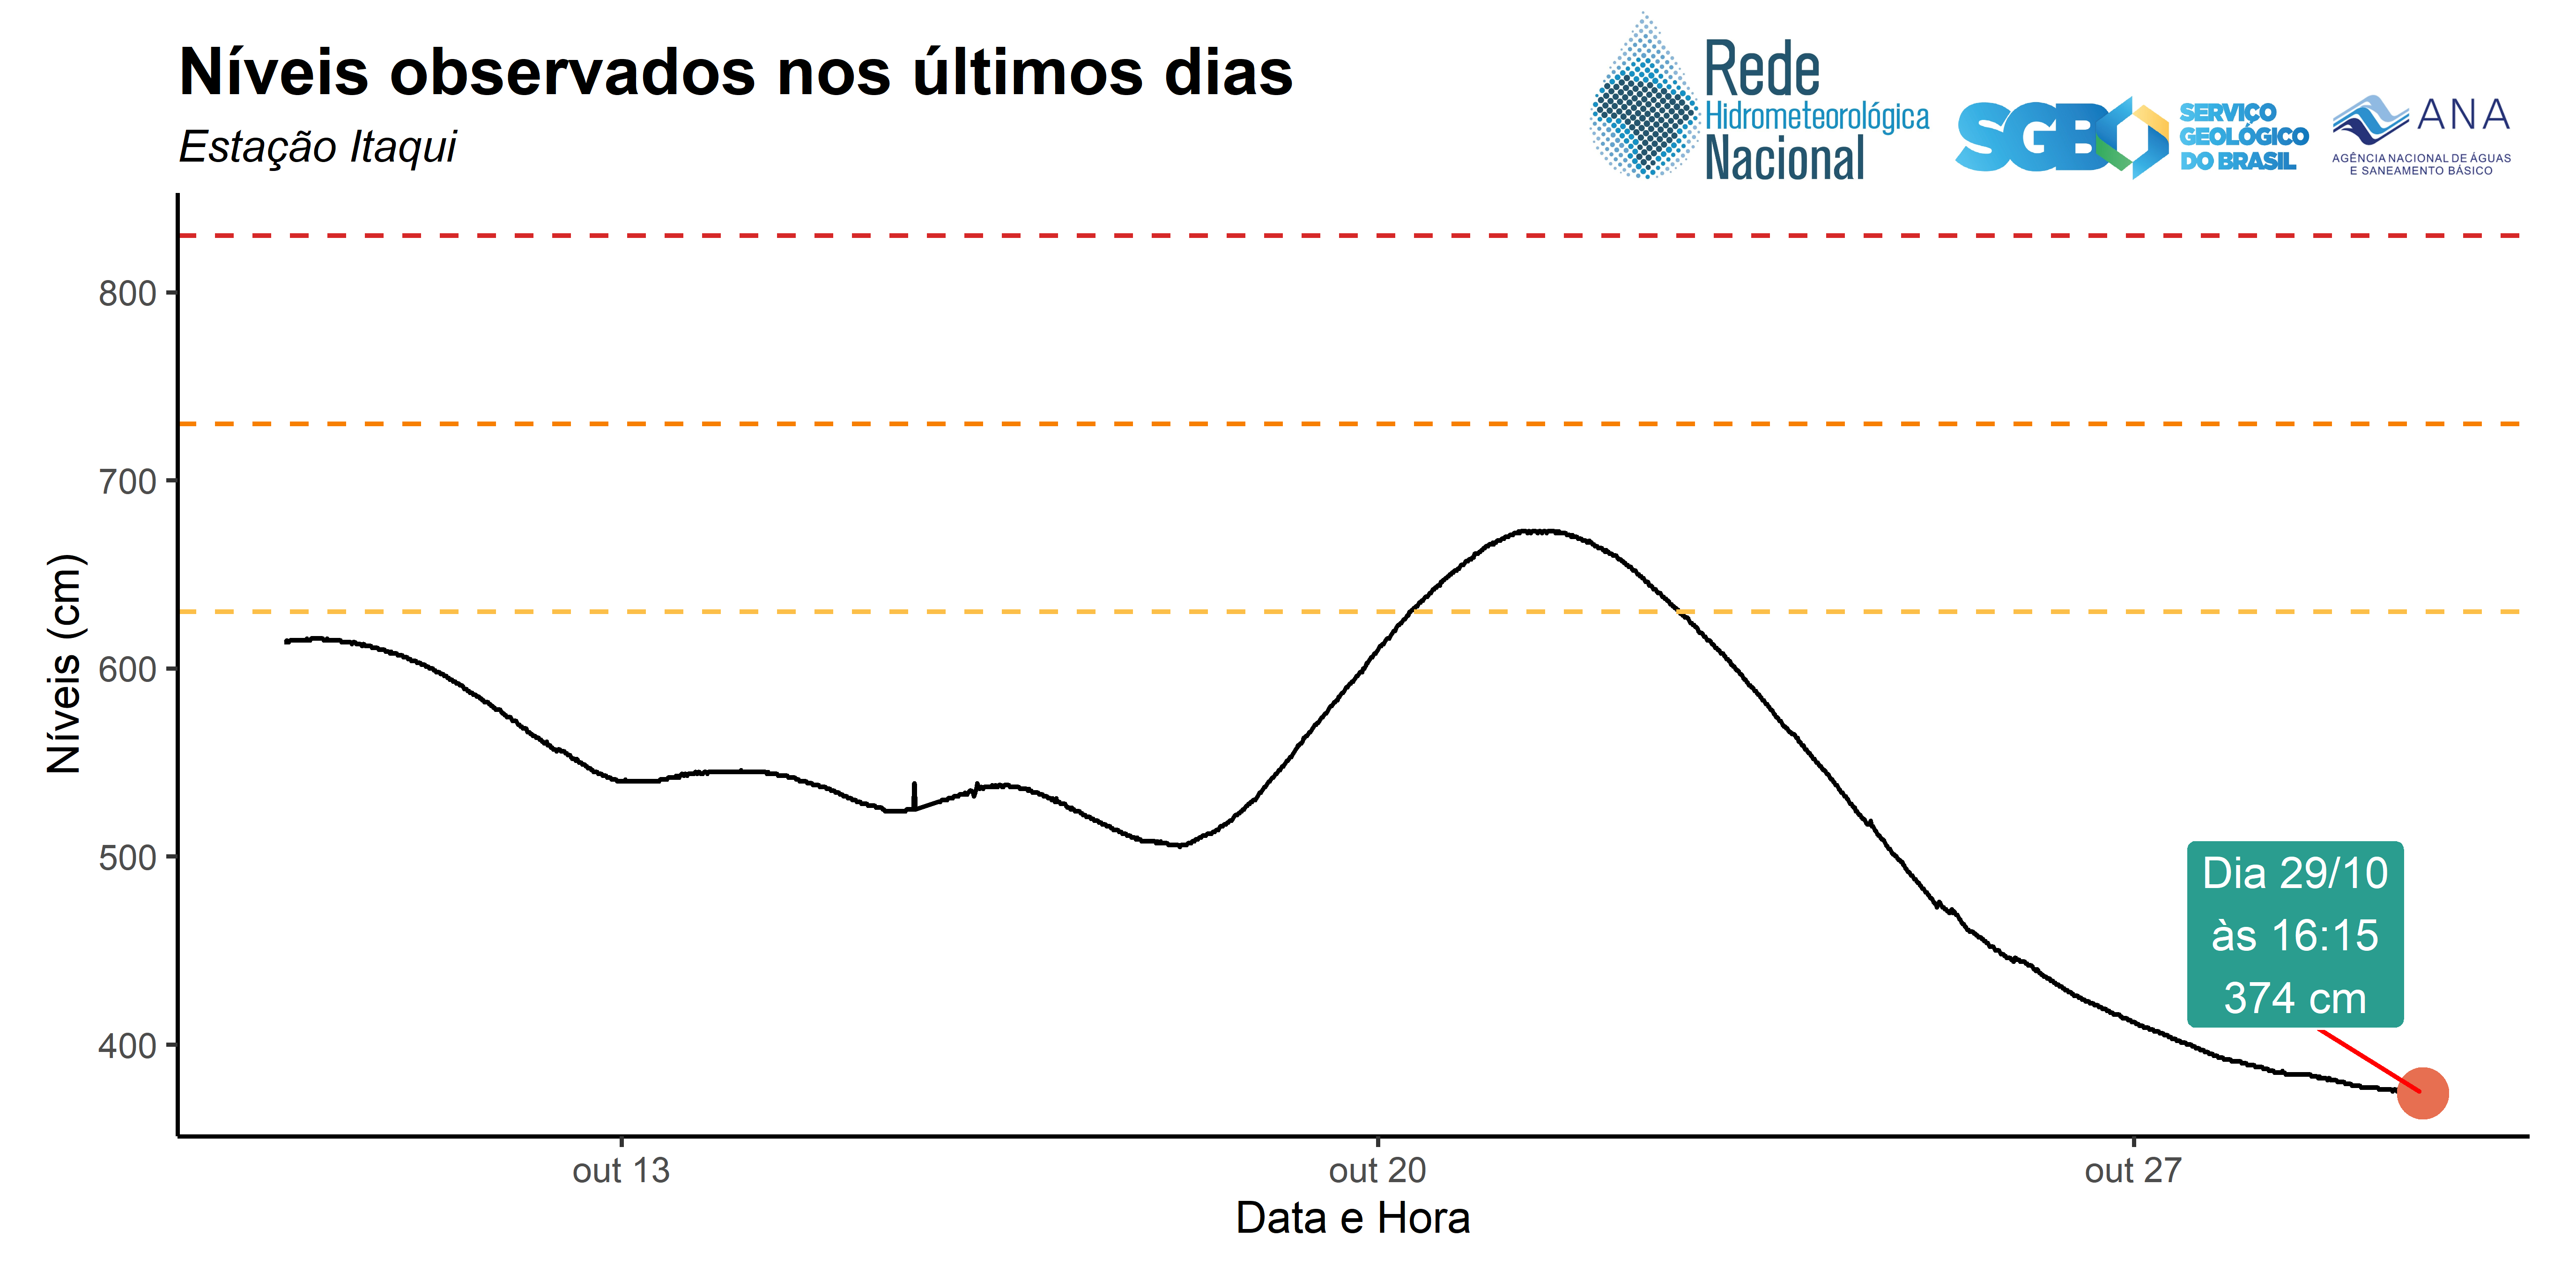 Níveis observados nos últimos dias
Estação Itaqui
Rede
Hidrometeorológica
Nacional
SGB
SERVIÇO
GEOLÓGICO
DO BRASIL
ANA
AGÊNCIA NACIONAL DE ÁGUAS
E SANEAMENTO BÁSICO
Níveis (cm)
800
700
600
500
400
Dia 29/10
às 16:15
374 cm
out 13
out 20
out 27
Data e Hora